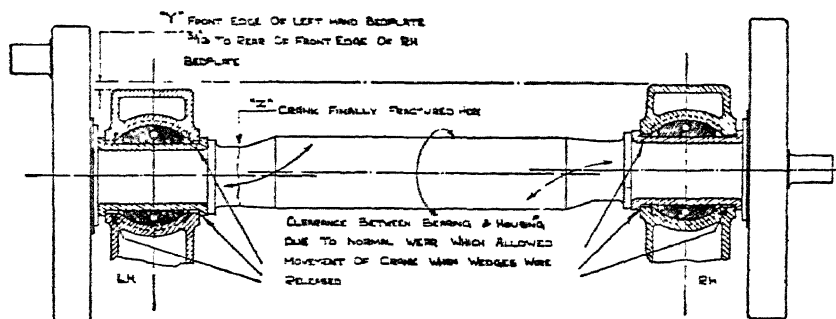 "Y" FRONT EDGE OF LEFT HAND BEDPLATE
TO REAR OF FRONT EDGE OF RH
BEDPLATE
"Z" CRANK FINALLY FRACTURED HERE
CLEARANCE BETWEEN BEARING & HOUSING
DUE TO NORMAL WEAR WHICH ALLOWED
MOVEMENT OF CRANK WHEN WEDGES WERE
RELEASED
LH
RH